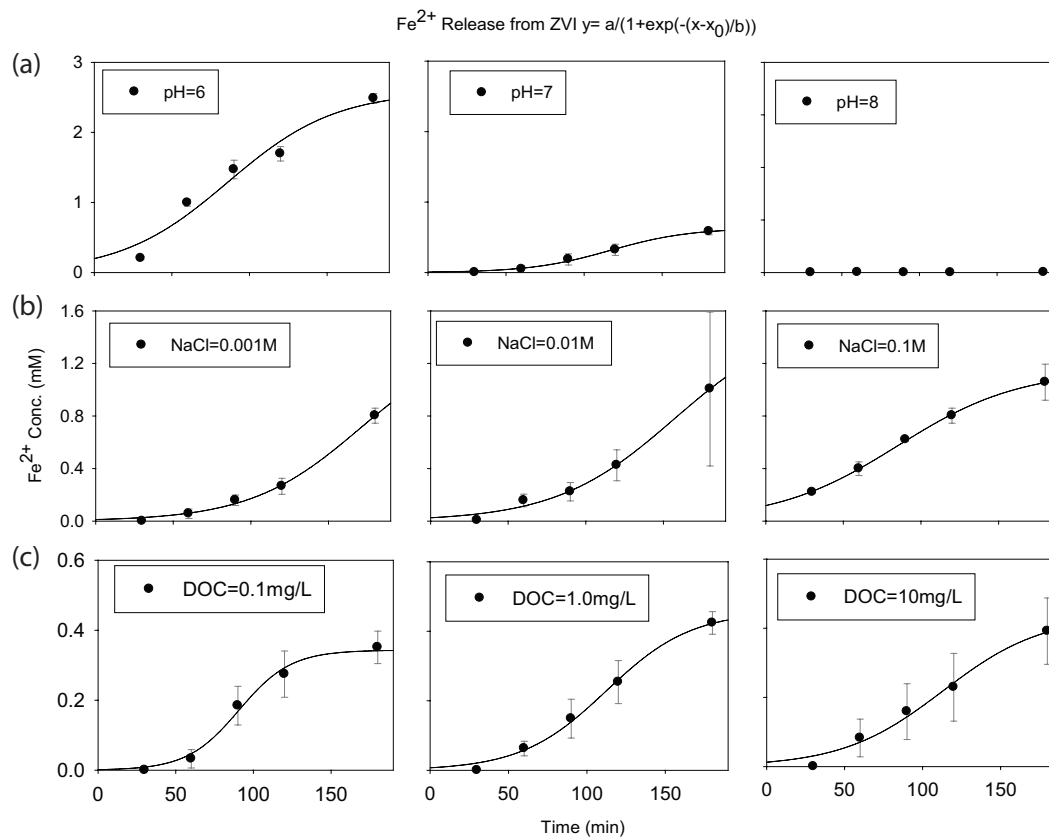 Fe²⁺ Release from ZVI y= a/(1+exp(-(x-x₀)/b))
(a)
3
2
1
0
pH=6
pH=7
pH=8
(b)
1.6
1.2
0.8
0.4
0.0
NaCl=0.001M
NaCl=0.01M
NaCl=0.1M
Fe²⁺ Conc. (mM)
(c)
0.6
0.4
0.2
0.0
DOC=0.1mg/L
DOC=1.0mg/L
DOC=10mg/L
0 50 100 150
0 50 100 150
0 50 100 150
Time (min)